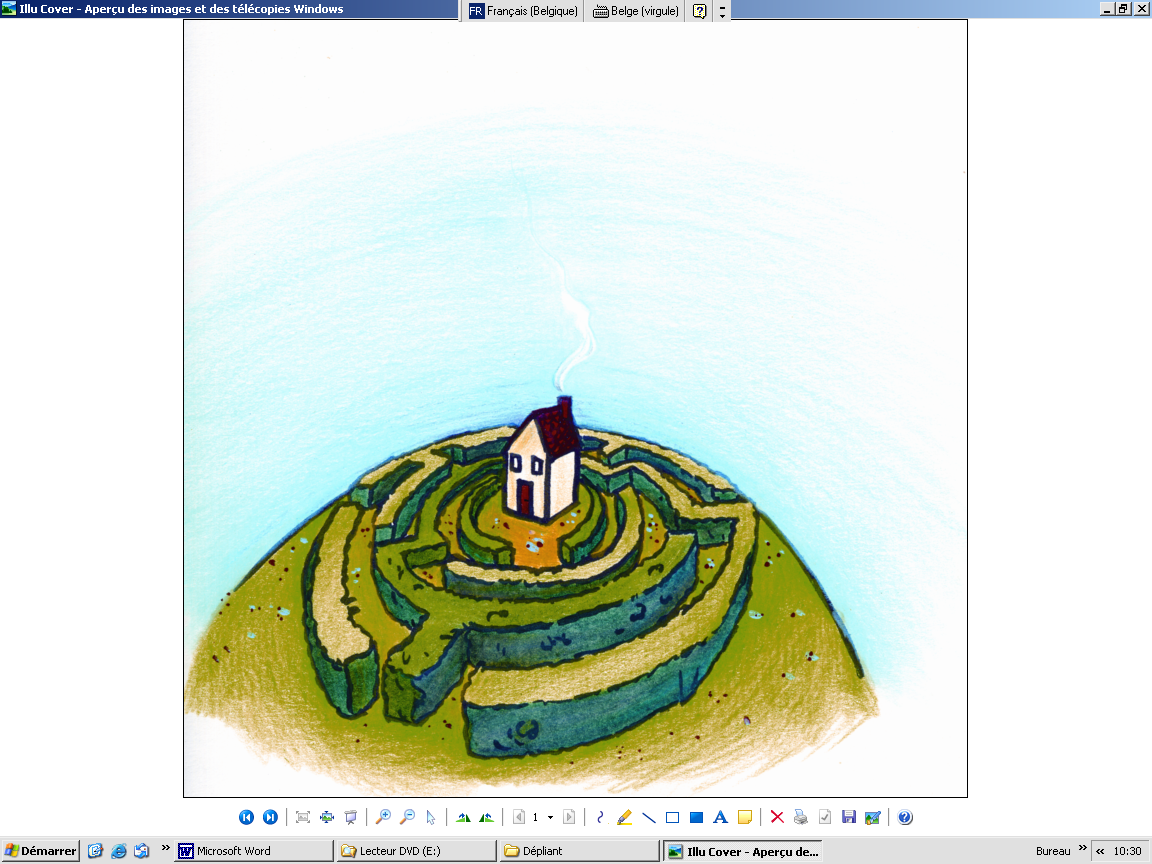 Illu Cover - Aperçu des images et des télécopies Windows
FR Français (Belgique) Belge (virgule)
1
Démarrer Microsoft Word Lecteur DVD (E:) Dépliant Illu Cover - Aperçu de... Bureau 10:30